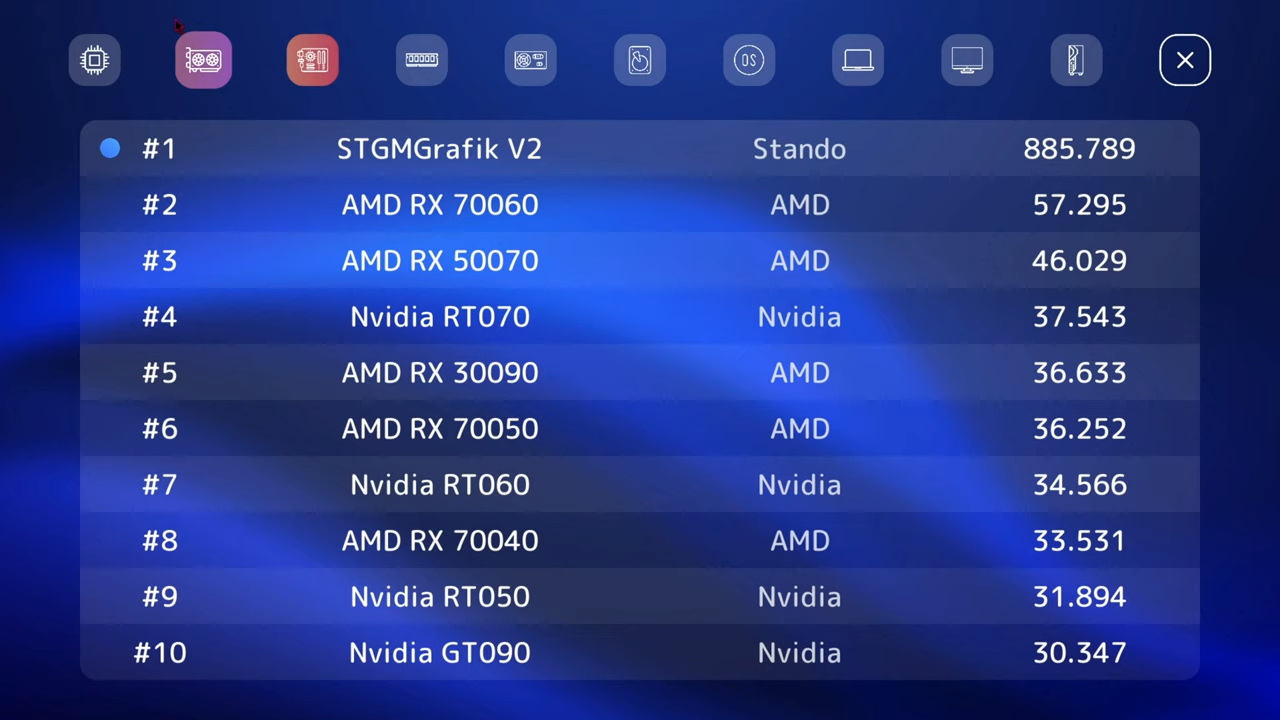 OS
#1 STGMGrafik V2 Stando 885.789
#2 AMD RX 70060 AMD 57.295
#3 AMD RX 50070 AMD 46.029
#4 Nvidia RT070 Nvidia 37.543
#5 AMD RX 30090 AMD 36.633
#6 AMD RX 70050 AMD 36.252
#7 Nvidia RT060 Nvidia 34.566
#8 AMD RX 70040 AMD 33.531
#9 Nvidia RT050 Nvidia 31.894
#10 Nvidia GT090 Nvidia 30.347